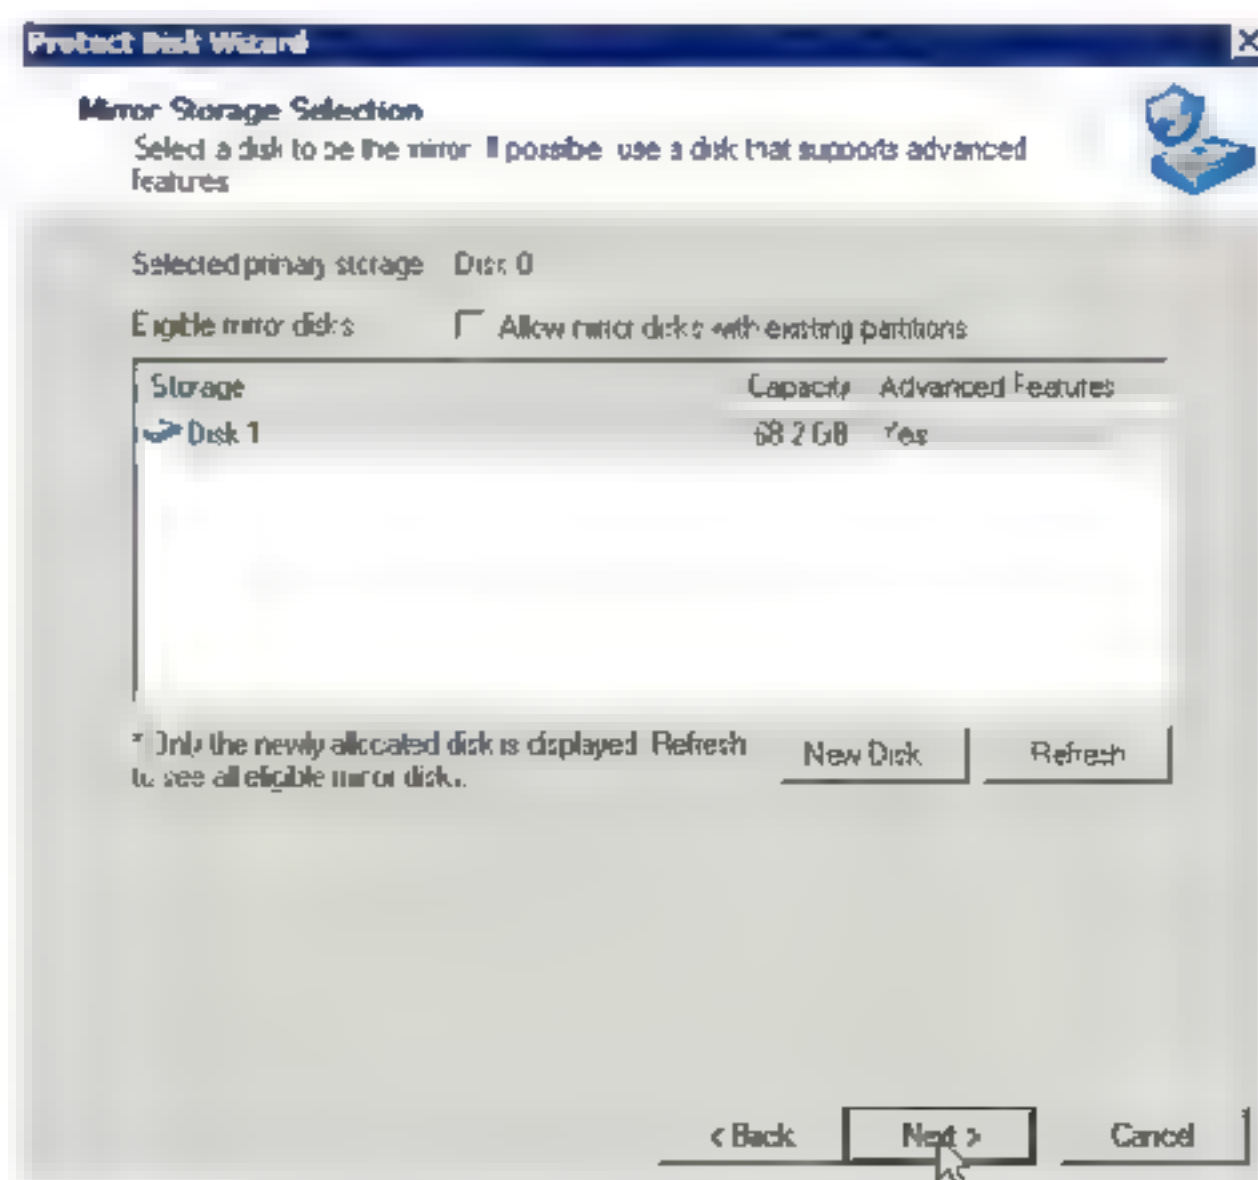 Protect Disk Wizard
Mirror Storage Selection
Select a disk to be the mirror. If possible, use a disk that supports advanced
features
Selected primary storage Disk 0
Eligible mirror disks Allow mirror disks with existing partitions
Storage Capacity Advanced Features
Disk 1 68.2 GB Yes
* Only the newly allocated disk is displayed. Refresh
to see all eligible mirror disks.
New Disk Refresh
< Back Next > Cancel